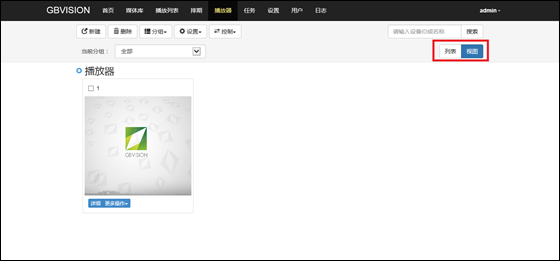 GBVISION 首页 媒体库 播放列表 排期 播放器 任务 设置 用户 日志 admin
新建 删除 分组 设置 控制 请输入设备ID或名称 搜索
当前分组： 全部 列表 视图
播放器
1
GBVISION
详细 更多操作